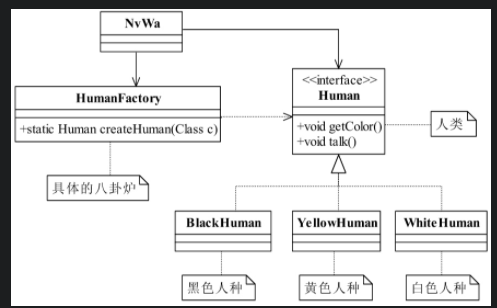 NvWa
HumanFactory
+static Human createHuman(Class c)
具体的八卦炉
<<interface>>
Human
+void getColor()
+void talk()
人类
BlackHuman
YellowHuman
WhiteHuman
黑色人种
黄色人种
白色人种